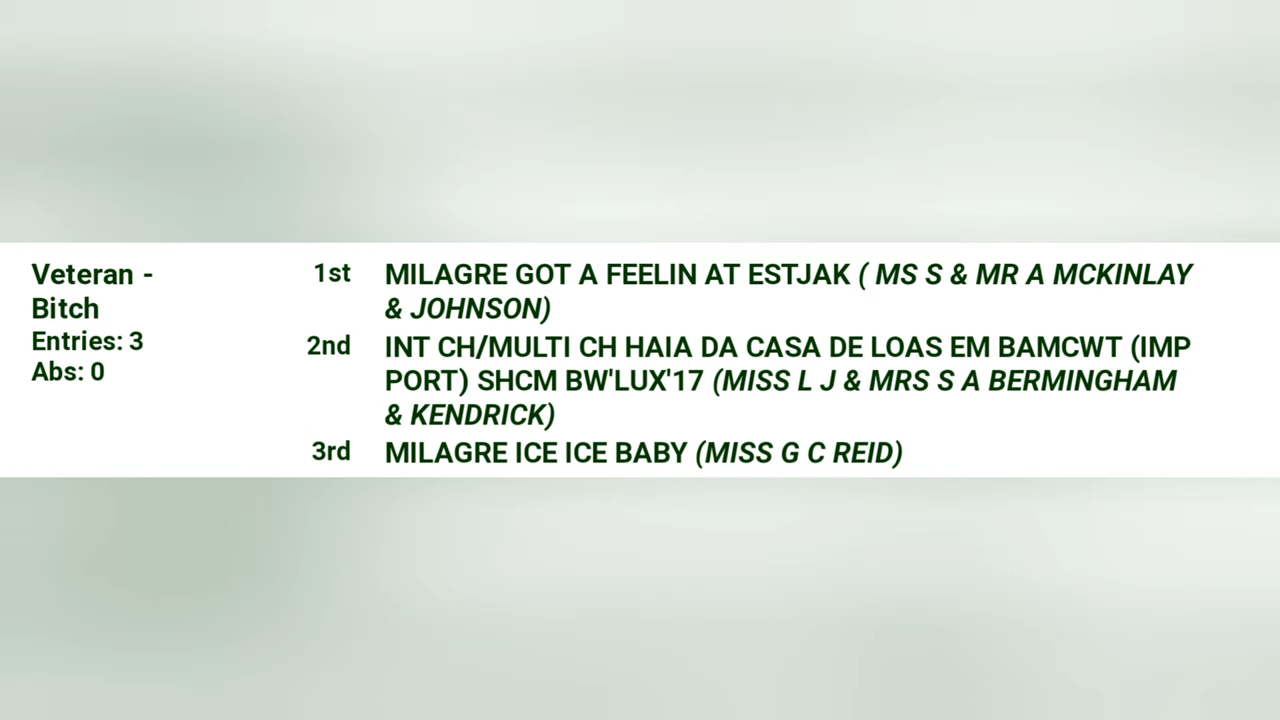 Veteran -
Bitch
Entries: 3
Abs: 0
1st
MILAGRE GOT A FEELIN AT ESTJAK ( MS S & MR A MCKINLAY
& JOHNSON)
2nd
INT CH/MULTI CH HAIA DA CASA DE LOAS EM BAMCWT (IMP
PORT) SHCM BW'LUX'17 (MISS L J & MRS S A BERMINGHAM
& KENDRICK)
3rd
MILAGRE ICE ICE BABY (MISS G C REID)